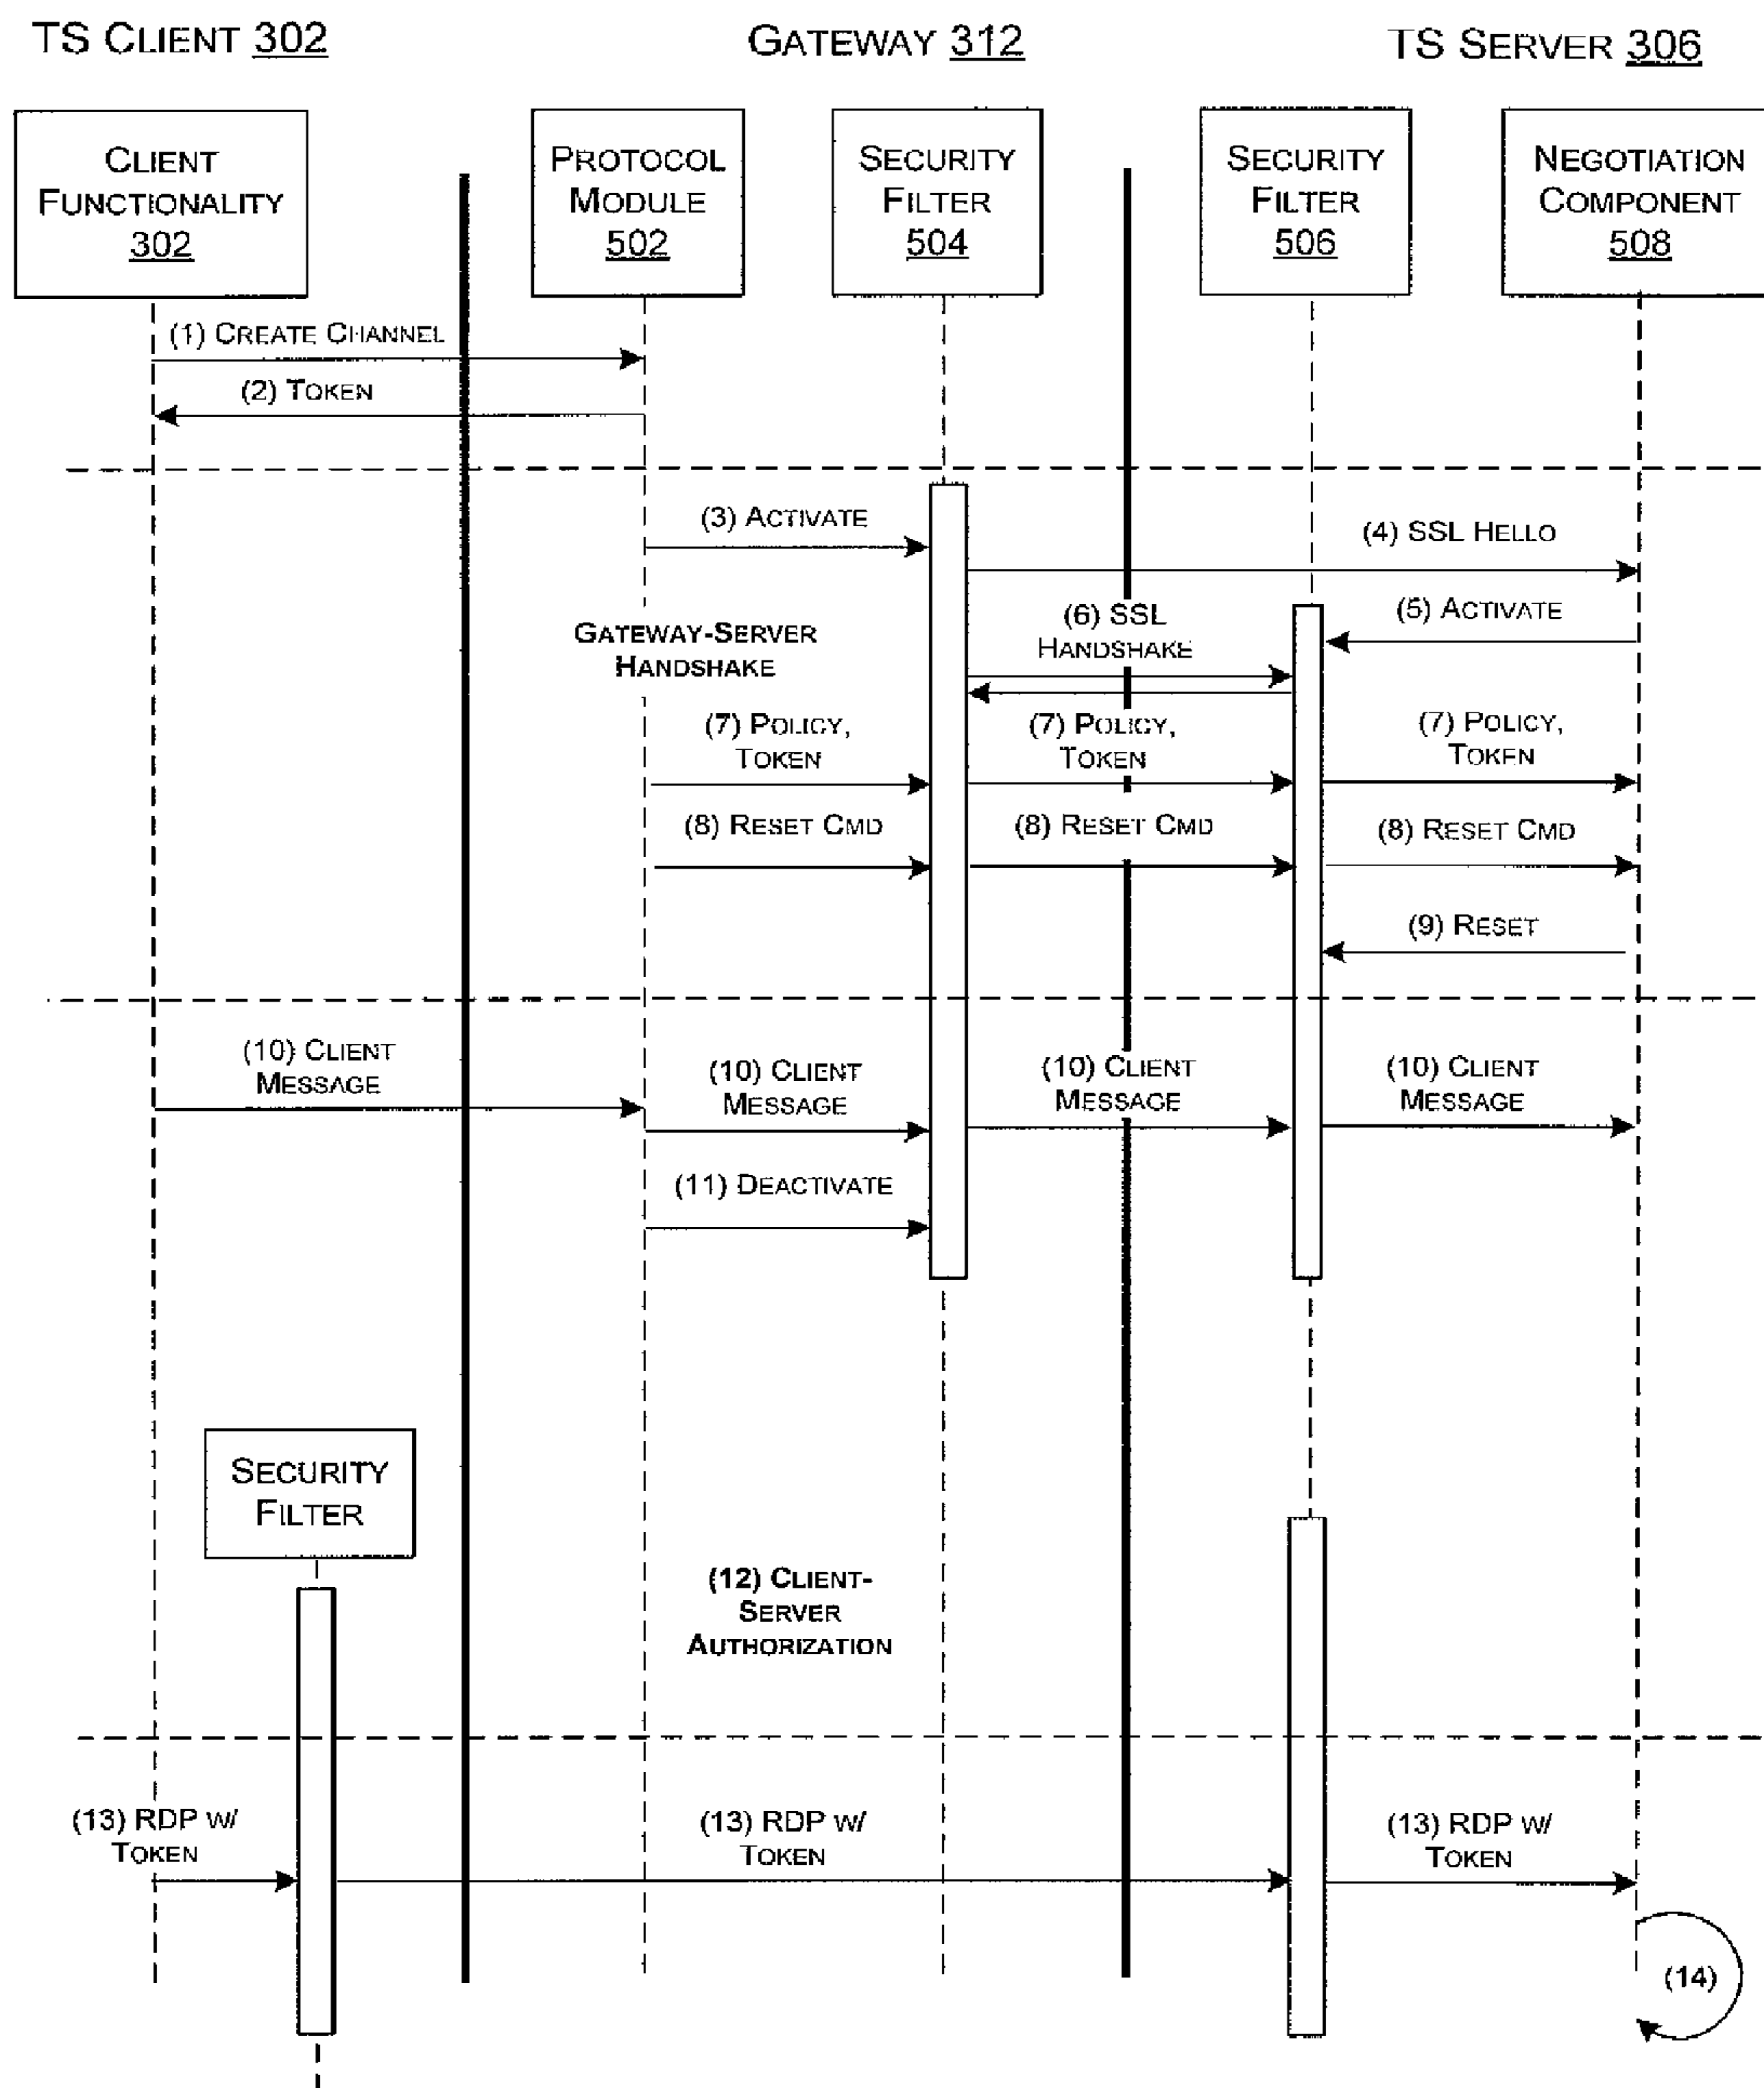 TS CLIENT 302
GATEWAY 312
TS SERVER 306
CLIENT
FUNCTIONALITY
302
PROTOCOL
MODULE
502
SECURITY
FILTER
504
SECURITY
FILTER
506
NEGOTIATION
COMPONENT
508
(1) CREATE CHANNEL
(2) TOKEN
(3) ACTIVATE
(4) SSL HELLO
(5) ACTIVATE
GATEWAY-SERVER
HANDSHAKE
(6) SSL
HANDSHAKE
(7) POLICY,
TOKEN
(7) POLICY,
TOKEN
(7) POLICY,
TOKEN
(8) RESET CMD
(8) RESET CMD
(8) RESET CMD
(9) RESET
(10) CLIENT
MESSAGE
(10) CLIENT
MESSAGE
(10) CLIENT
MESSAGE
(10) CLIENT
MESSAGE
(11) DEACTIVATE
SECURITY
FILTER
(12) CLIENT-
SERVER
AUTHORIZATION
(13) RDP W/
TOKEN
(13) RDP W/
TOKEN
(13) RDP W/
TOKEN
(14)